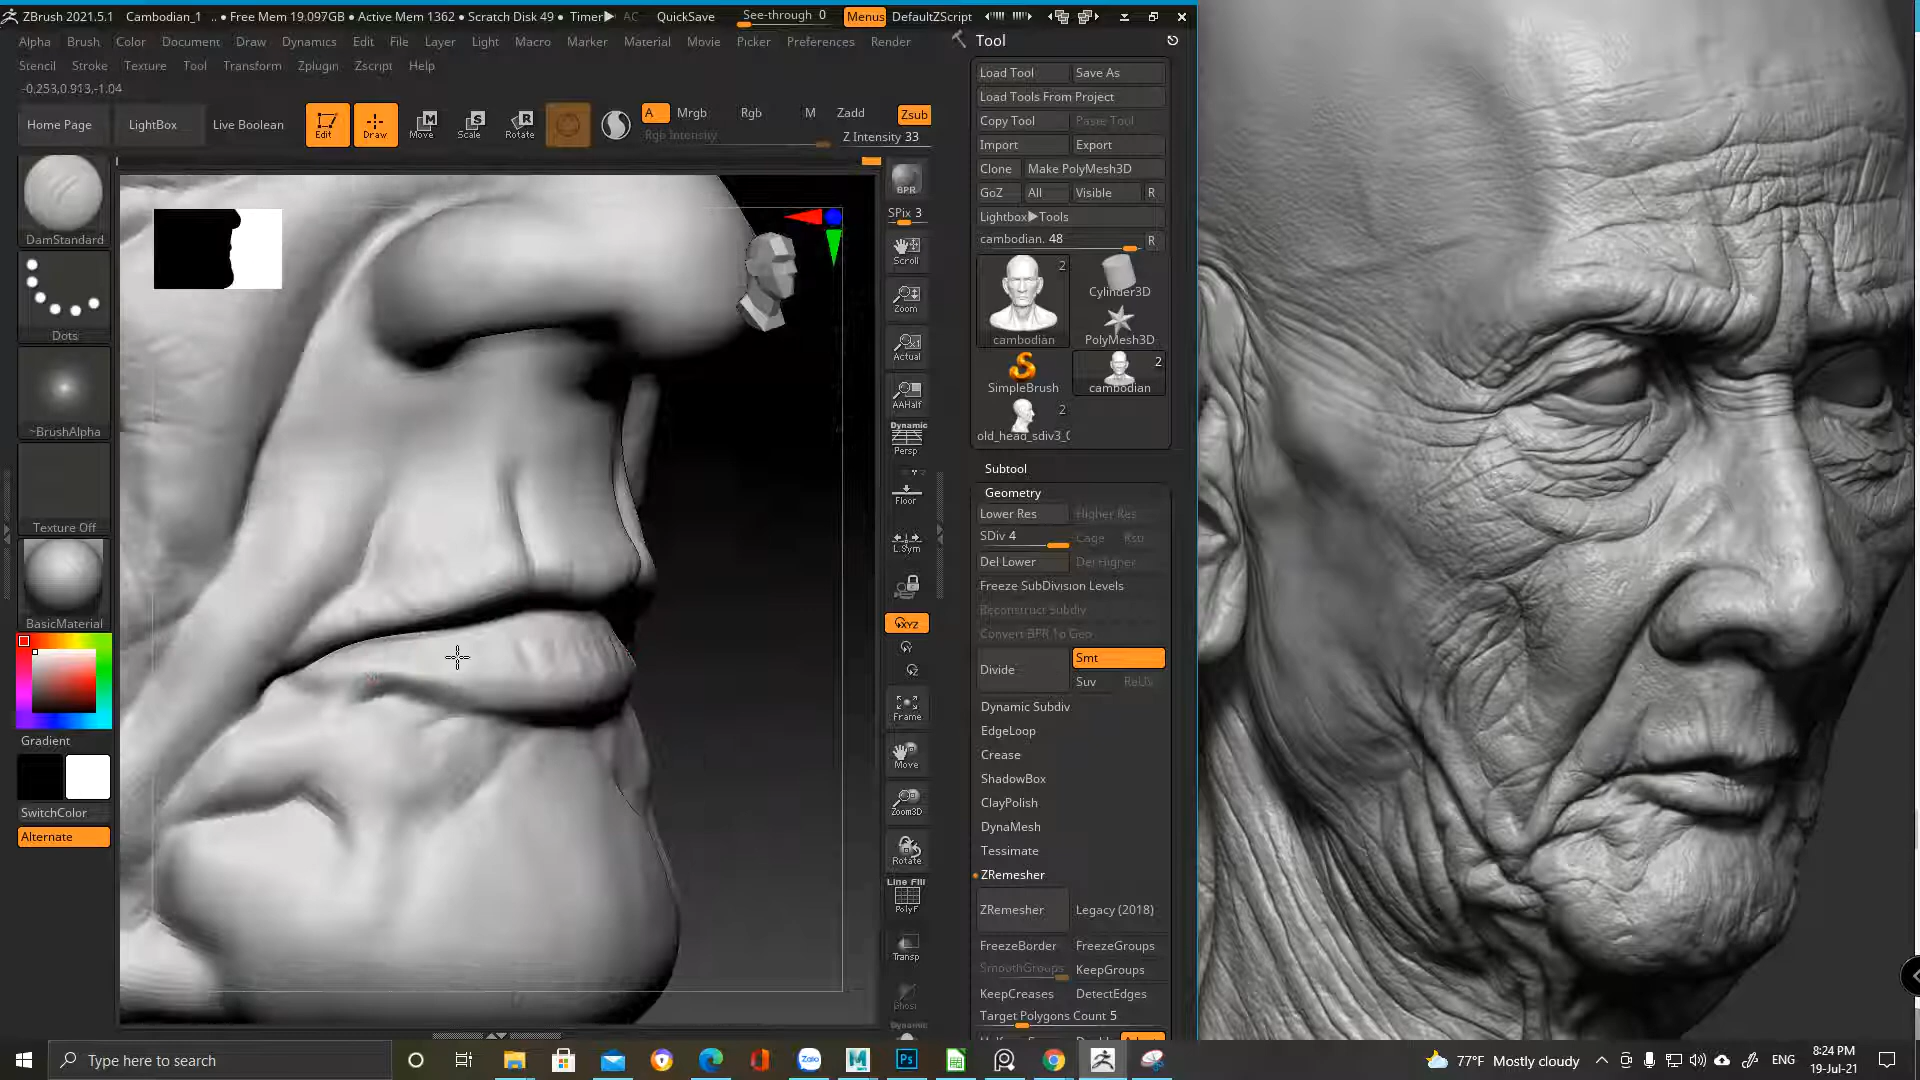 ZBrush 2021.5.1 Cambodian_1 .. • Free Mem 19.097GB • Active Mem 1362 • Scratch Disk 49 • Timer▶ AC QuickSave See-through 0 Menus DefaultZScript
Alpha Brush Color Document Draw Dynamics Edit File Layer Light Macro Marker Material Movie Picker Preferences Render
Stencil Stroke Texture Tool Transform Zplugin Zscript Help
-0.253,0.913,-1.04
Home Page LightBox Live Boolean Edit Draw Move Scale Rotate A Mrgb Rgb M Zadd Zsub
Rgb Intensity Z Intensity 33
DamStandard
Dots
~BrushAlpha
Texture Off
BasicMaterial
Gradient
SwitchColor
Alternate
BPR
SPix 3
Scroll
Zoom
Actual
AAHalf
Dynamic
Persp
Floor
L.Sym
XYZ
Frame
Move
Zoom3D
Rotate
Line Fill
PolyF
Transp
Ghost
Dynamic
Tool
Load Tool Save As
Load Tools From Project
Copy Tool Paste Tool
Import Export
Clone Make PolyMesh3D
GoZ All Visible R
Lightbox▶Tools
cambodian. 48 R
2
Cylinder3D
cambodian PolyMesh3D
2
SimpleBrush cambodian
2
old_head_sdiv3_0
Subtool
Geometry
Lower Res Higher Res
SDiv 4 Cage Rstr
Del Lower Del Higher
Freeze SubDivision Levels
Reconstruct Subdiv
Convert BPR To Geo
Divide Smt
Suv ReUV
Dynamic Subdiv
EdgeLoop
Crease
ShadowBox
ClayPolish
DynaMesh
Tessimate
ZRemesher
ZRemesher Legacy (2018)
FreezeBorder FreezeGroups
SmoothGroups KeepGroups
KeepCreases DetectEdges
Target Polygons Count 5
Type here to search
Zalo
Ps
77°F Mostly cloudy
ENG
8:24 PM
19-Jul-21